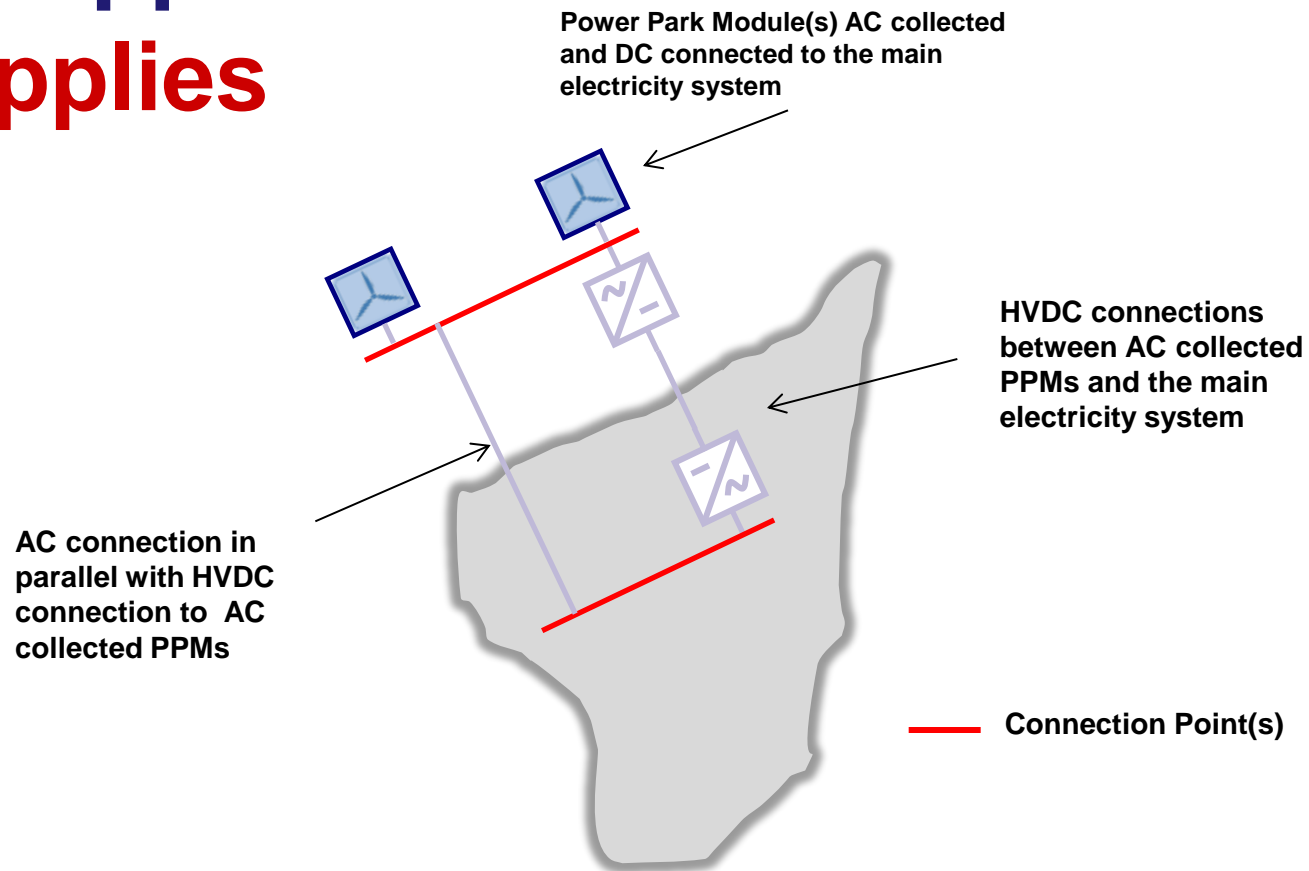 pplies
Power Park Module(s) AC collected
and DC connected to the main
electricity system
HVDC connections
between AC collected
PPMs and the main
electricity system
AC connection in
parallel with HVDC
connection to  AC
collected PPMs
Connection Point(s)